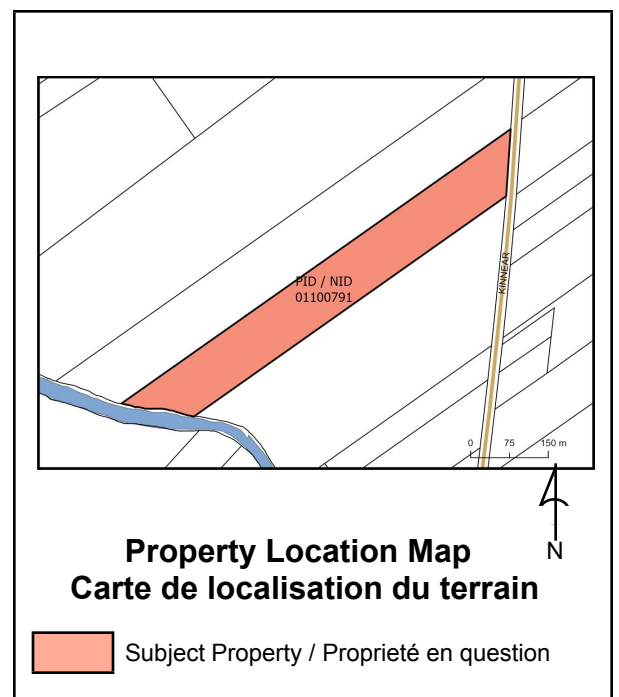 PID / NID
01100791
KINNEAR
0 75 150 m
N
Property Location Map
Carte de localisation du terrain
Subject Property / Proprieté en question